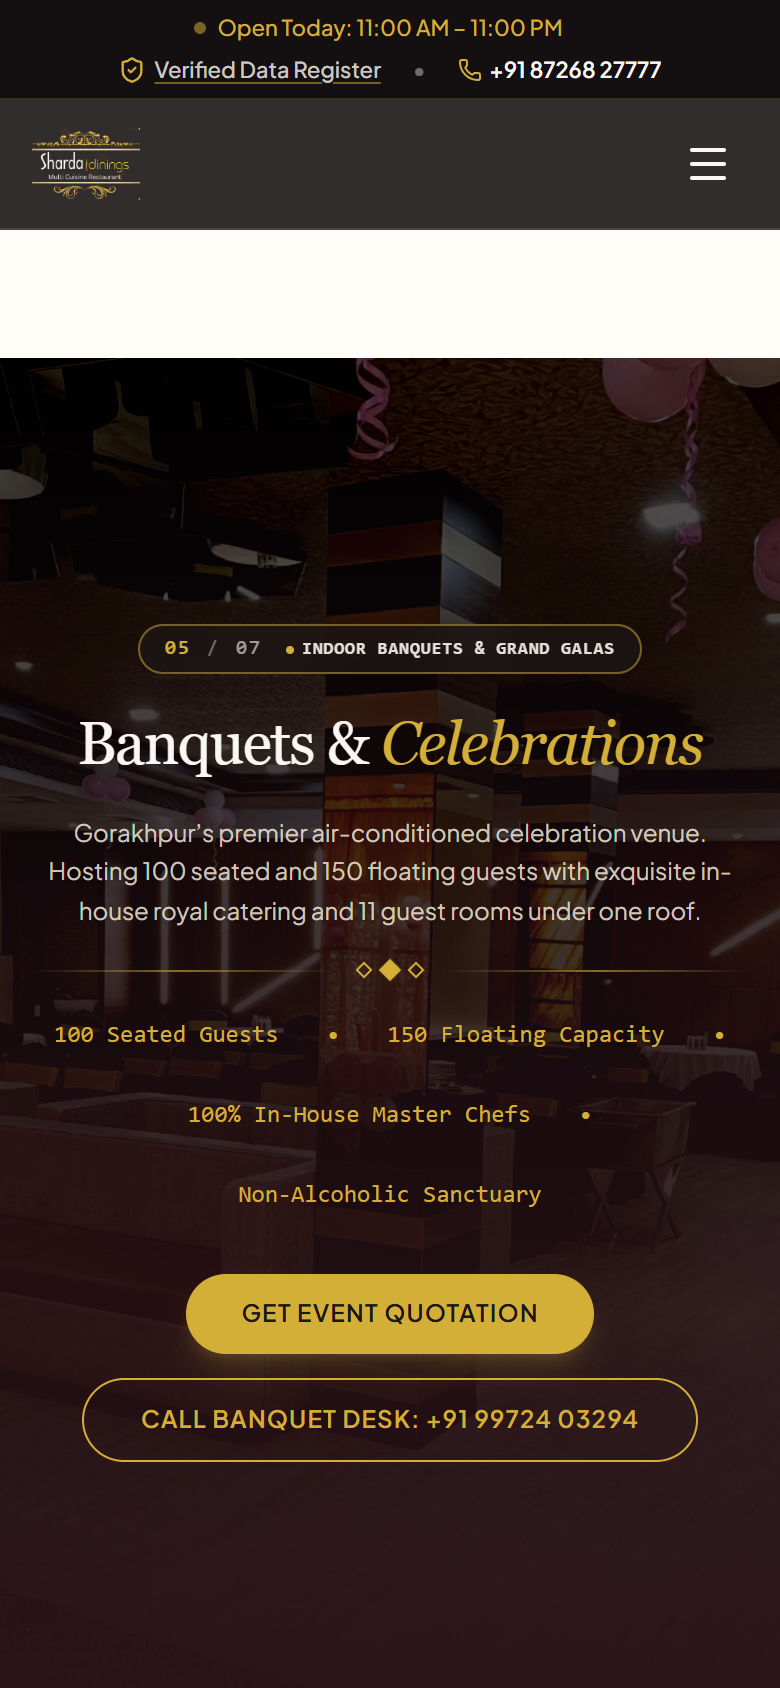 Open Today: 11:00 AM – 11:00 PM
Verified Data Register • +91 87268 27777
Sharda dinings
Multi Cuisine Restaurant
05 / 07 • INDOOR BANQUETS & GRAND GALAS
Banquets & Celebrations
Gorakhpur’s premier air-conditioned celebration venue.
Hosting 100 seated and 150 floating guests with exquisite in-
house royal catering and 11 guest rooms under one roof.
100 Seated Guests • 150 Floating Capacity •
100% In-House Master Chefs •
Non-Alcoholic Sanctuary
GET EVENT QUOTATION
CALL BANQUET DESK: +91 99724 03294